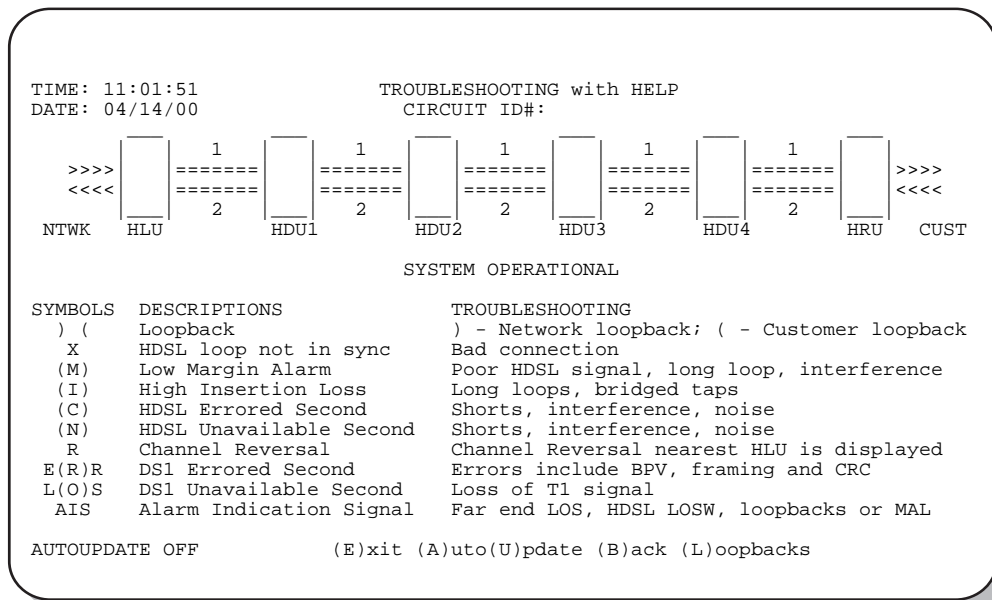 TIME: 11:01:51 TROUBLESHOOTING with HELP
DATE: 04/14/00 CIRCUIT ID#:
1 1 1 1 1
>>>> ======= ======= ======= ======= ======= >>>>
<<<< ======= ======= ======= ======= ======= <<<<
2 2 2 2 2
NTWK HLU HDU1 HDU2 HDU3 HDU4 HRU CUST
SYSTEM OPERATIONAL
SYMBOLS DESCRIPTIONS TROUBLESHOOTING
) ( Loopback ) - Network loopback; ( - Customer loopback
X HDSL loop not in sync Bad connection
(M) Low Margin Alarm Poor HDSL signal, long loop, interference
(I) High Insertion Loss Long loops, bridged taps
(C) HDSL Errored Second Shorts, interference, noise
(N) HDSL Unavailable Second Shorts, interference, noise
R Channel Reversal Channel Reversal nearest HLU is displayed
E(R)R DS1 Errored Second Errors include BPV, framing and CRC
L(O)S DS1 Unavailable Second Loss of T1 signal
AIS Alarm Indication Signal Far end LOS, HDSL LOSW, loopbacks or MAL
AUTOUPDATE OFF (E)xit (A)uto(U)pdate (B)ack (L)oopbacks